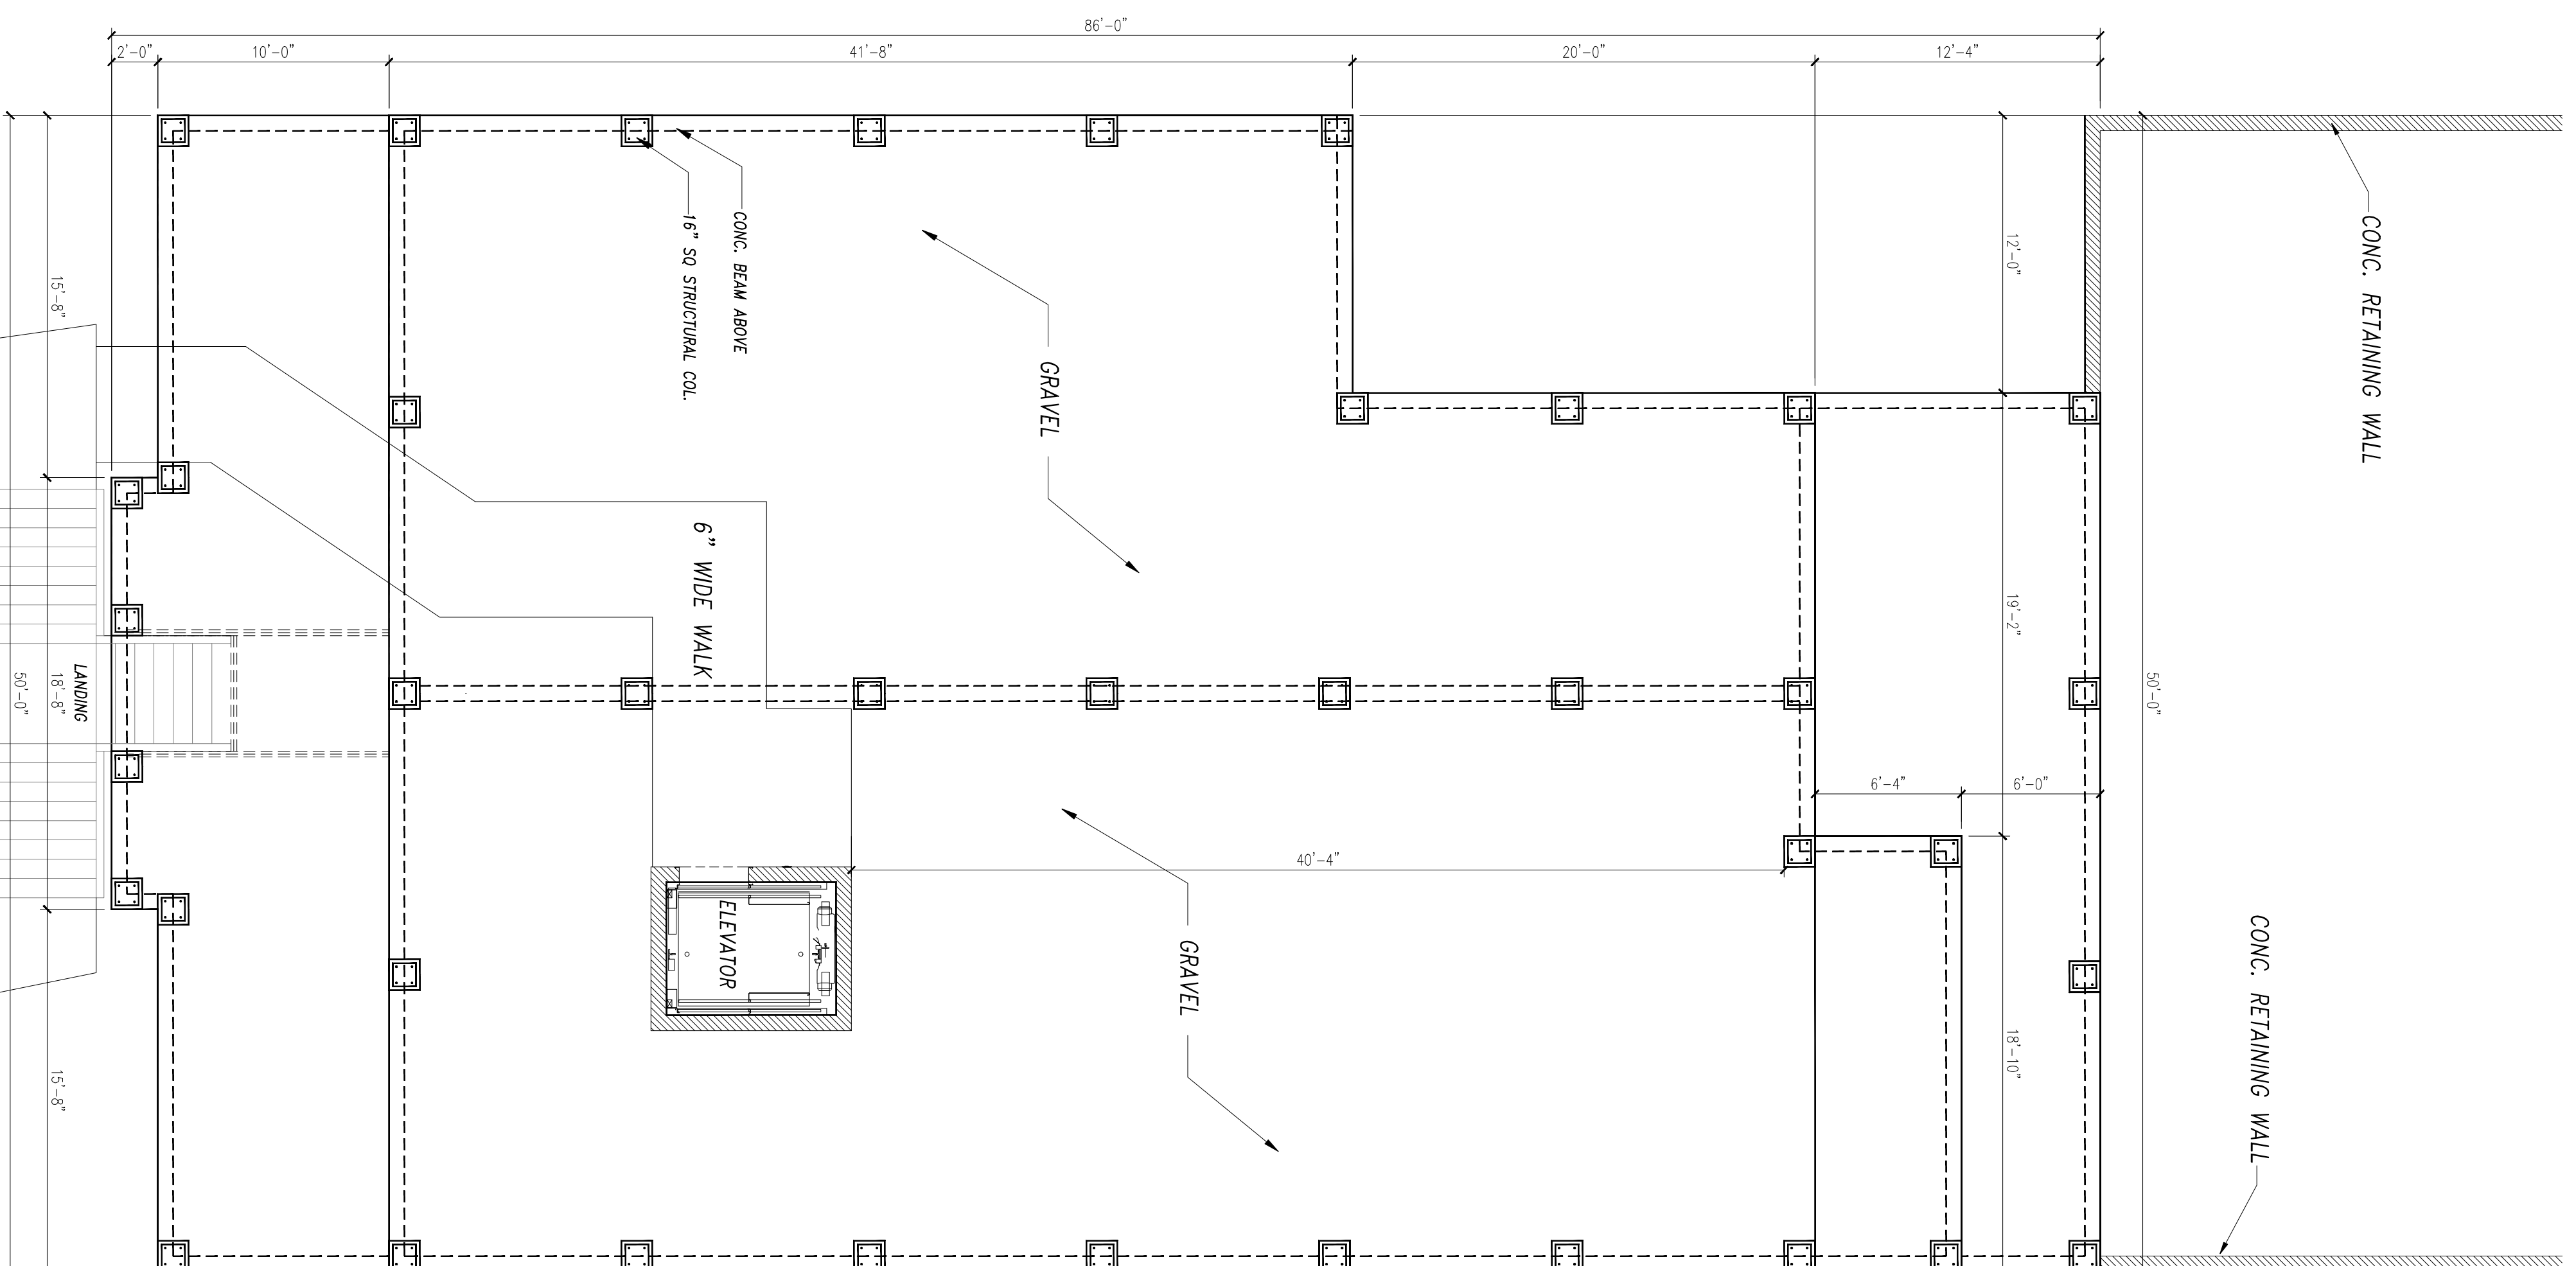 86'-0"
2'-0"
10'-0"
41'-8"
20'-0"
12'-4"
CONC. BEAM ABOVE
16" SQ STRUCTURAL COL.
GRAVEL
12'-0"
CONC. RETAINING WALL
15'-8"
6" WIDE WALK
19'-2"
50'-0"
LANDING
18'-8"
50'-0"
6'-4"
6'-0"
40'-4"
ELEVATOR
GRAVEL
CONC. RETAINING WALL
18'-10"
15'-8"